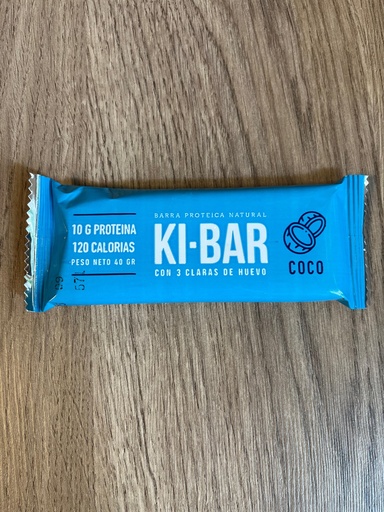 10 G PROTEINA
120 CALORIAS
PESO NETO 40 GR
BARRA PROTEICA NATURAL
KI·BAR
CON 3 CLARAS DE HUEVO
COCO